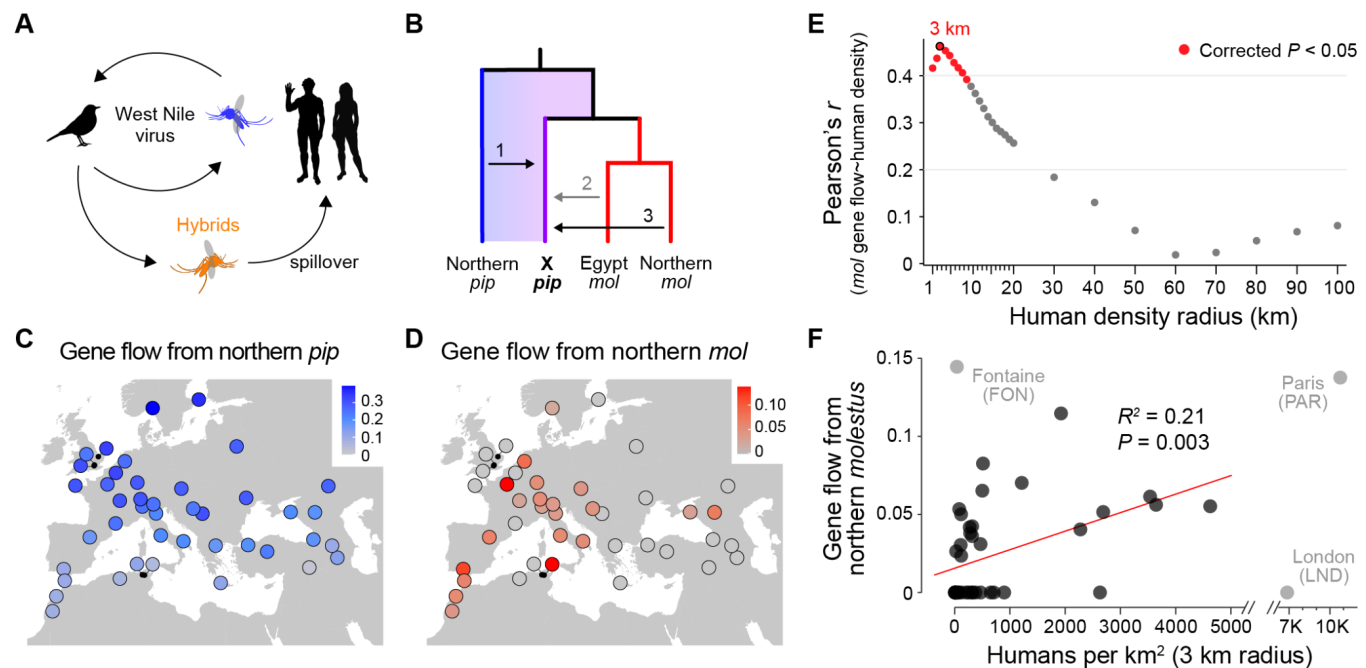 A
West Nile
virus
Hybrids
spillover
B
1
2
3
Northern
pip
X
pip
Egypt
mol
Northern
mol
C
Gene flow from northern pip
0.3
0.2
0.1
0
D
Gene flow from northern mol
0.10
0.05
0
E
3 km
Corrected P < 0.05
Pearson's r
(mol gene flow~human density)
0.4
0.3
0.2
0.1
0
1 10 20 30 40 50 60 70 80 90 100
Human density radius (km)
F
Gene flow from
northern molestus
0.15
0.10
0.05
0
Fontaine
(FON)
Paris
(PAR)
R² = 0.21
P = 0.003
London
(LND)
0 1000 2000 3000 4000 5000 7K 10K
Humans per km² (3 km radius)